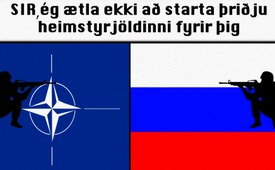 SIR,ég ætla ekki að starta þriðju
heimstyrjöldinni fyrir þig